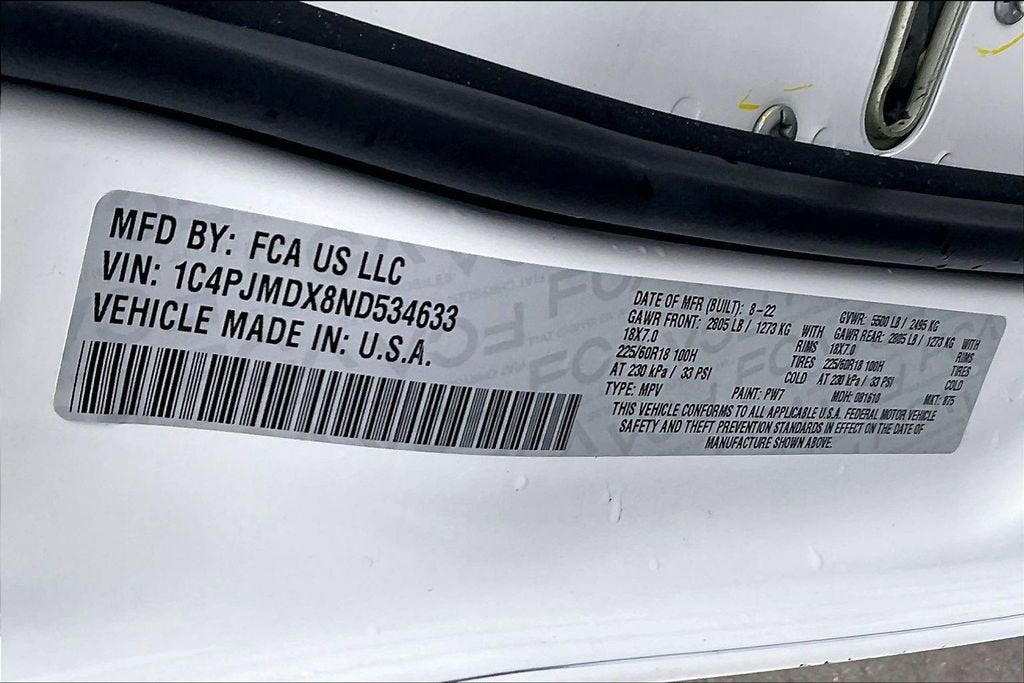 MFD BY: FCA US LLC
VIN: 1C4PJMDX8ND534633
VEHICLE MADE IN: U.S.A.
DATE OF MFR (BUILT): 8-22 GVWR: 5500 LB / 2495 KG
GAWR FRONT: 2805 LB / 1273 KG WITH GAWR REAR: 2805 LB / 1273 KG WITH
18X7.0 RIMS 18X7.0 RIMS
225/60R18 100H TIRES 225/60R18 100H TIRES
AT 230 kPa / 33 PSI COLD AT 230 kPa / 33 PSI COLD
TYPE: MPV PAINT: PW7 MDH: 081610 MKT: 975
THIS VEHICLE CONFORMS TO ALL APPLICABLE U.S.A. FEDERAL MOTOR VEHICLE
SAFETY AND THEFT PREVENTION STANDARDS IN EFFECT ON THE DATE OF
MANUFACTURE SHOWN ABOVE.